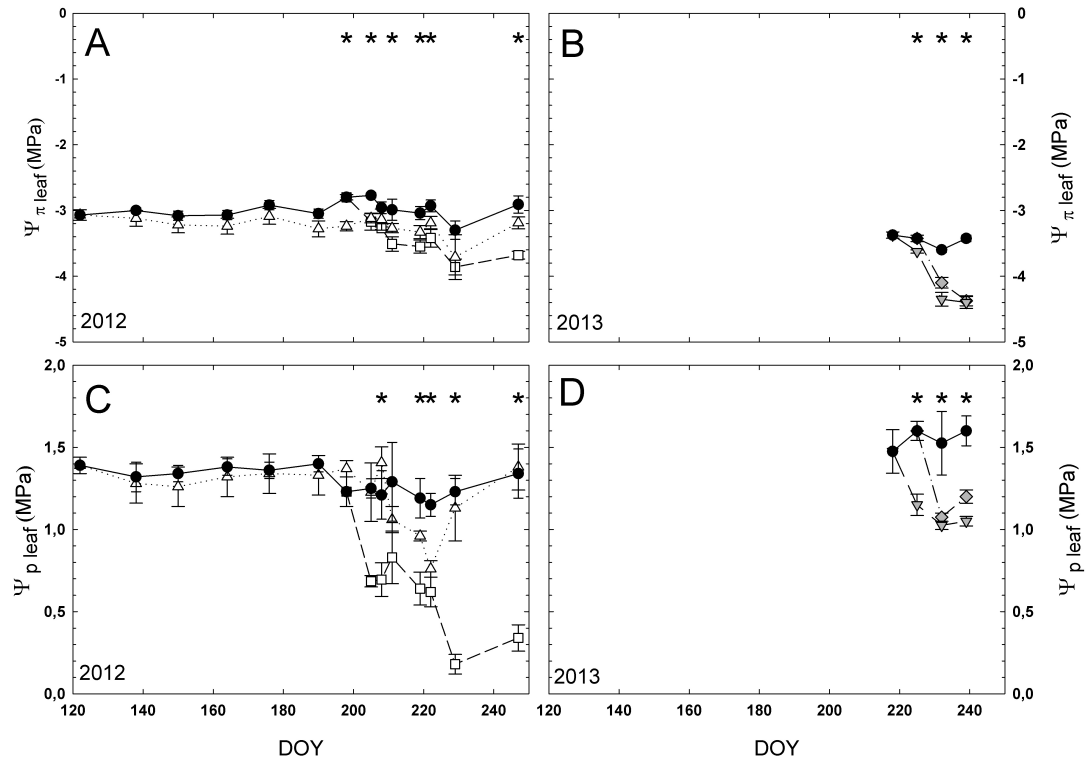 0
0
A
* * * ** *
B
* * *
-1
-1
-2
-2
Ψ π leaf (MPa)
Ψ π leaf (MPa)
-3
-3
-4
-4
2012
2013
-5
-5
2,0
2,0
C
* ** * *
D
* * *
1,5
1,5
Ψ p leaf (MPa)
Ψ p leaf (MPa)
1,0
1,0
0,5
0,5
2012
2013
0,0
0,0
120 140 160 180 200 220 240
120 140 160 180 200 220 240
DOY
DOY